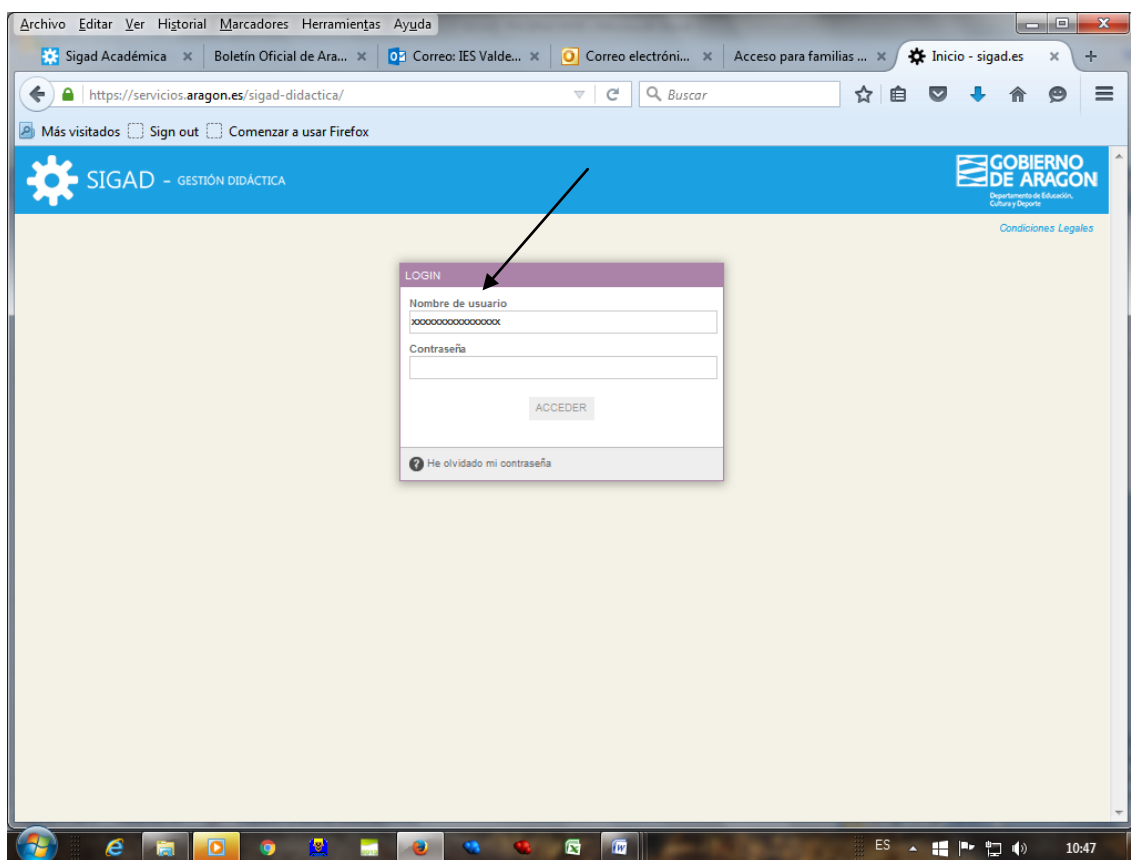 Archivo Editar Ver Historial Marcadores Herramientas Ayuda
Sigad Académica
Boletín Oficial de Ara...
Correo: IES Valde...
Correo electróni...
Acceso para familias ...
Inicio - sigad.es
https://servicios.aragon.es/sigad-didactica/
Buscar
Más visitados
Sign out
Comenzar a usar Firefox
SIGAD - GESTIÓN DIDÁCTICA
GOBIERNO
DE ARAGON
Departamento de Educación,
Cultura y Deporte
Condiciones Legales
LOGIN
Nombre de usuario
xxxxxxxxxxxxxxxx
Contraseña
ACCEDER
He olvidado mi contraseña
ES
10:47